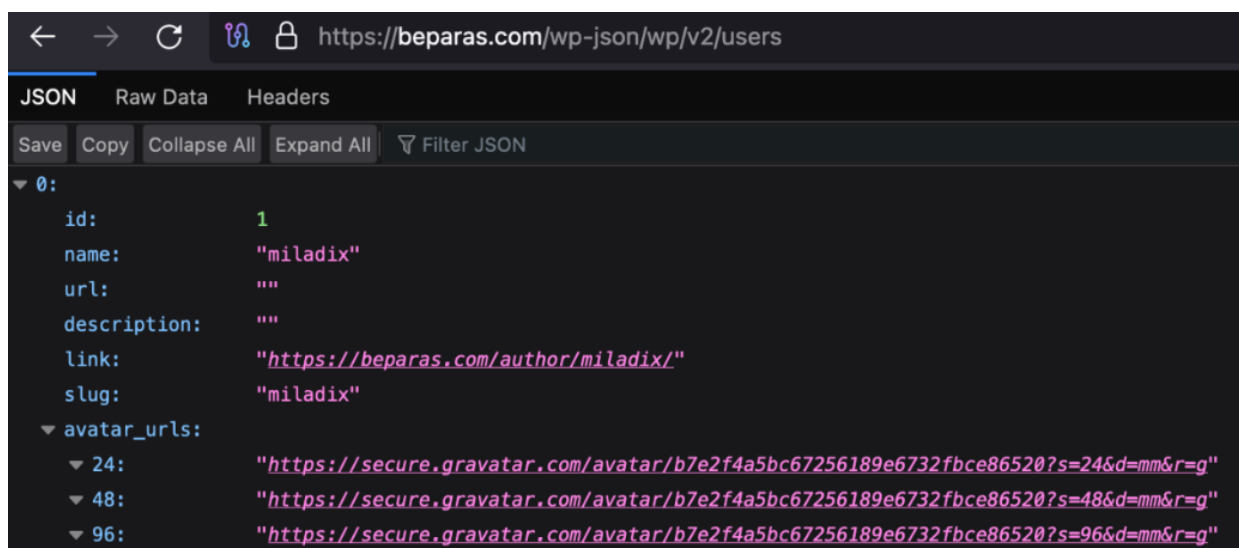 https://beparas.com/wp-json/wp/v2/users
JSON Raw Data Headers
Save Copy Collapse All Expand All Filter JSON
0:
id: 1
name: "miladix"
url: ""
description: ""
link: "https://beparas.com/author/miladix/"
slug: "miladix"
avatar_urls:
24: "https://secure.gravatar.com/avatar/b7e2f4a5bc67256189e6732fbce86520?s=24&d=mm&r=g"
48: "https://secure.gravatar.com/avatar/b7e2f4a5bc67256189e6732fbce86520?s=48&d=mm&r=g"
96: "https://secure.gravatar.com/avatar/b7e2f4a5bc67256189e6732fbce86520?s=96&d=mm&r=g"